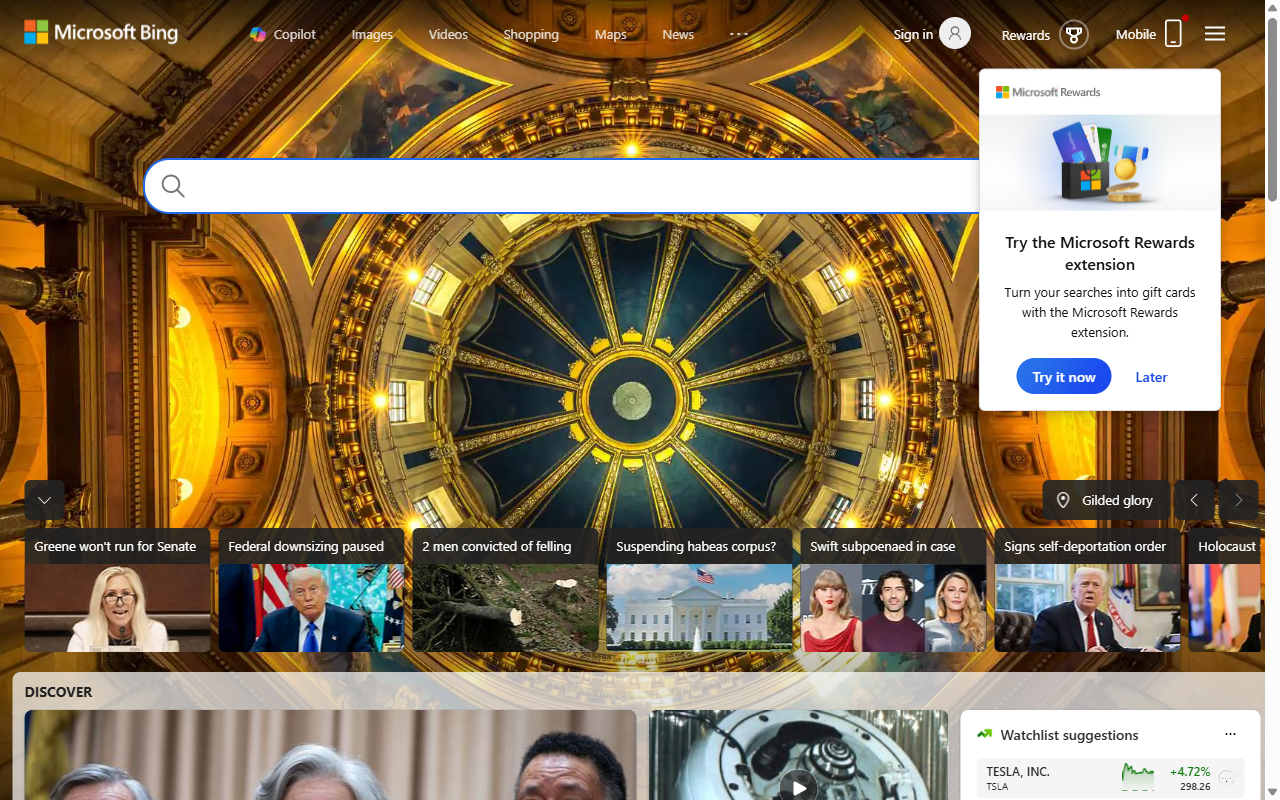 Microsoft Bing
Copilot
Images
Videos
Shopping
Maps
News
Sign in
Rewards
Mobile
Microsoft Rewards
Try the Microsoft Rewards
extension
Turn your searches into gift cards
with the Microsoft Rewards
extension.
Try it now
Later
Gilded glory
Greene won't run for Senate
Federal downsizing paused
2 men convicted of felling
Suspending habeas corpus?
Swift subpoenaed in case
Signs self-deportation order
Holocaust
DISCOVER
Watchlist suggestions
TESLA, INC.
+4.72%
TSLA
298.26